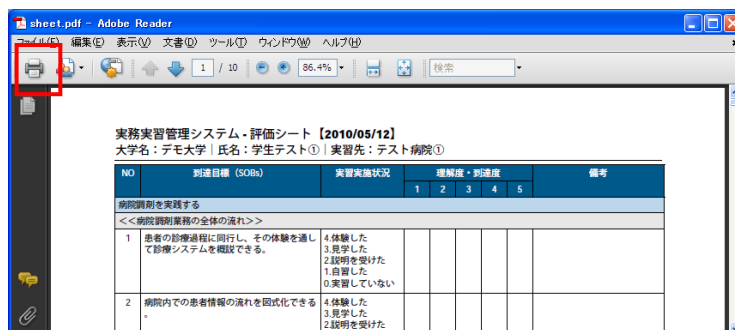 sheet.pdf - Adobe Reader
ファイル(F) 編集(E) 表示(V) 文書(D) ツール(T) ウィンドウ(W) ヘルプ(H)
1 / 10 86.4% 検索
実務実習管理システム - 評価シート【2010/05/12】
大学名：デモ大学｜氏名：学生テスト①｜実習先：テスト病院①
NO 到達目標（SOBs） 実習実施状況 理解度・到達度 備考
1 2 3 4 5
病院調剤を実践する
<<病院調剤業務の全体の流れ>>
1 患者の診療過程に同行し、その体験を通し 4.体験した
て診療システムを概説できる。 3.見学した
2.説明を受けた
1.自習した
0.実習していない
2 病院内での患者情報の流れを図式化できる 4.体験した
。 3.見学した
2.説明を受けた